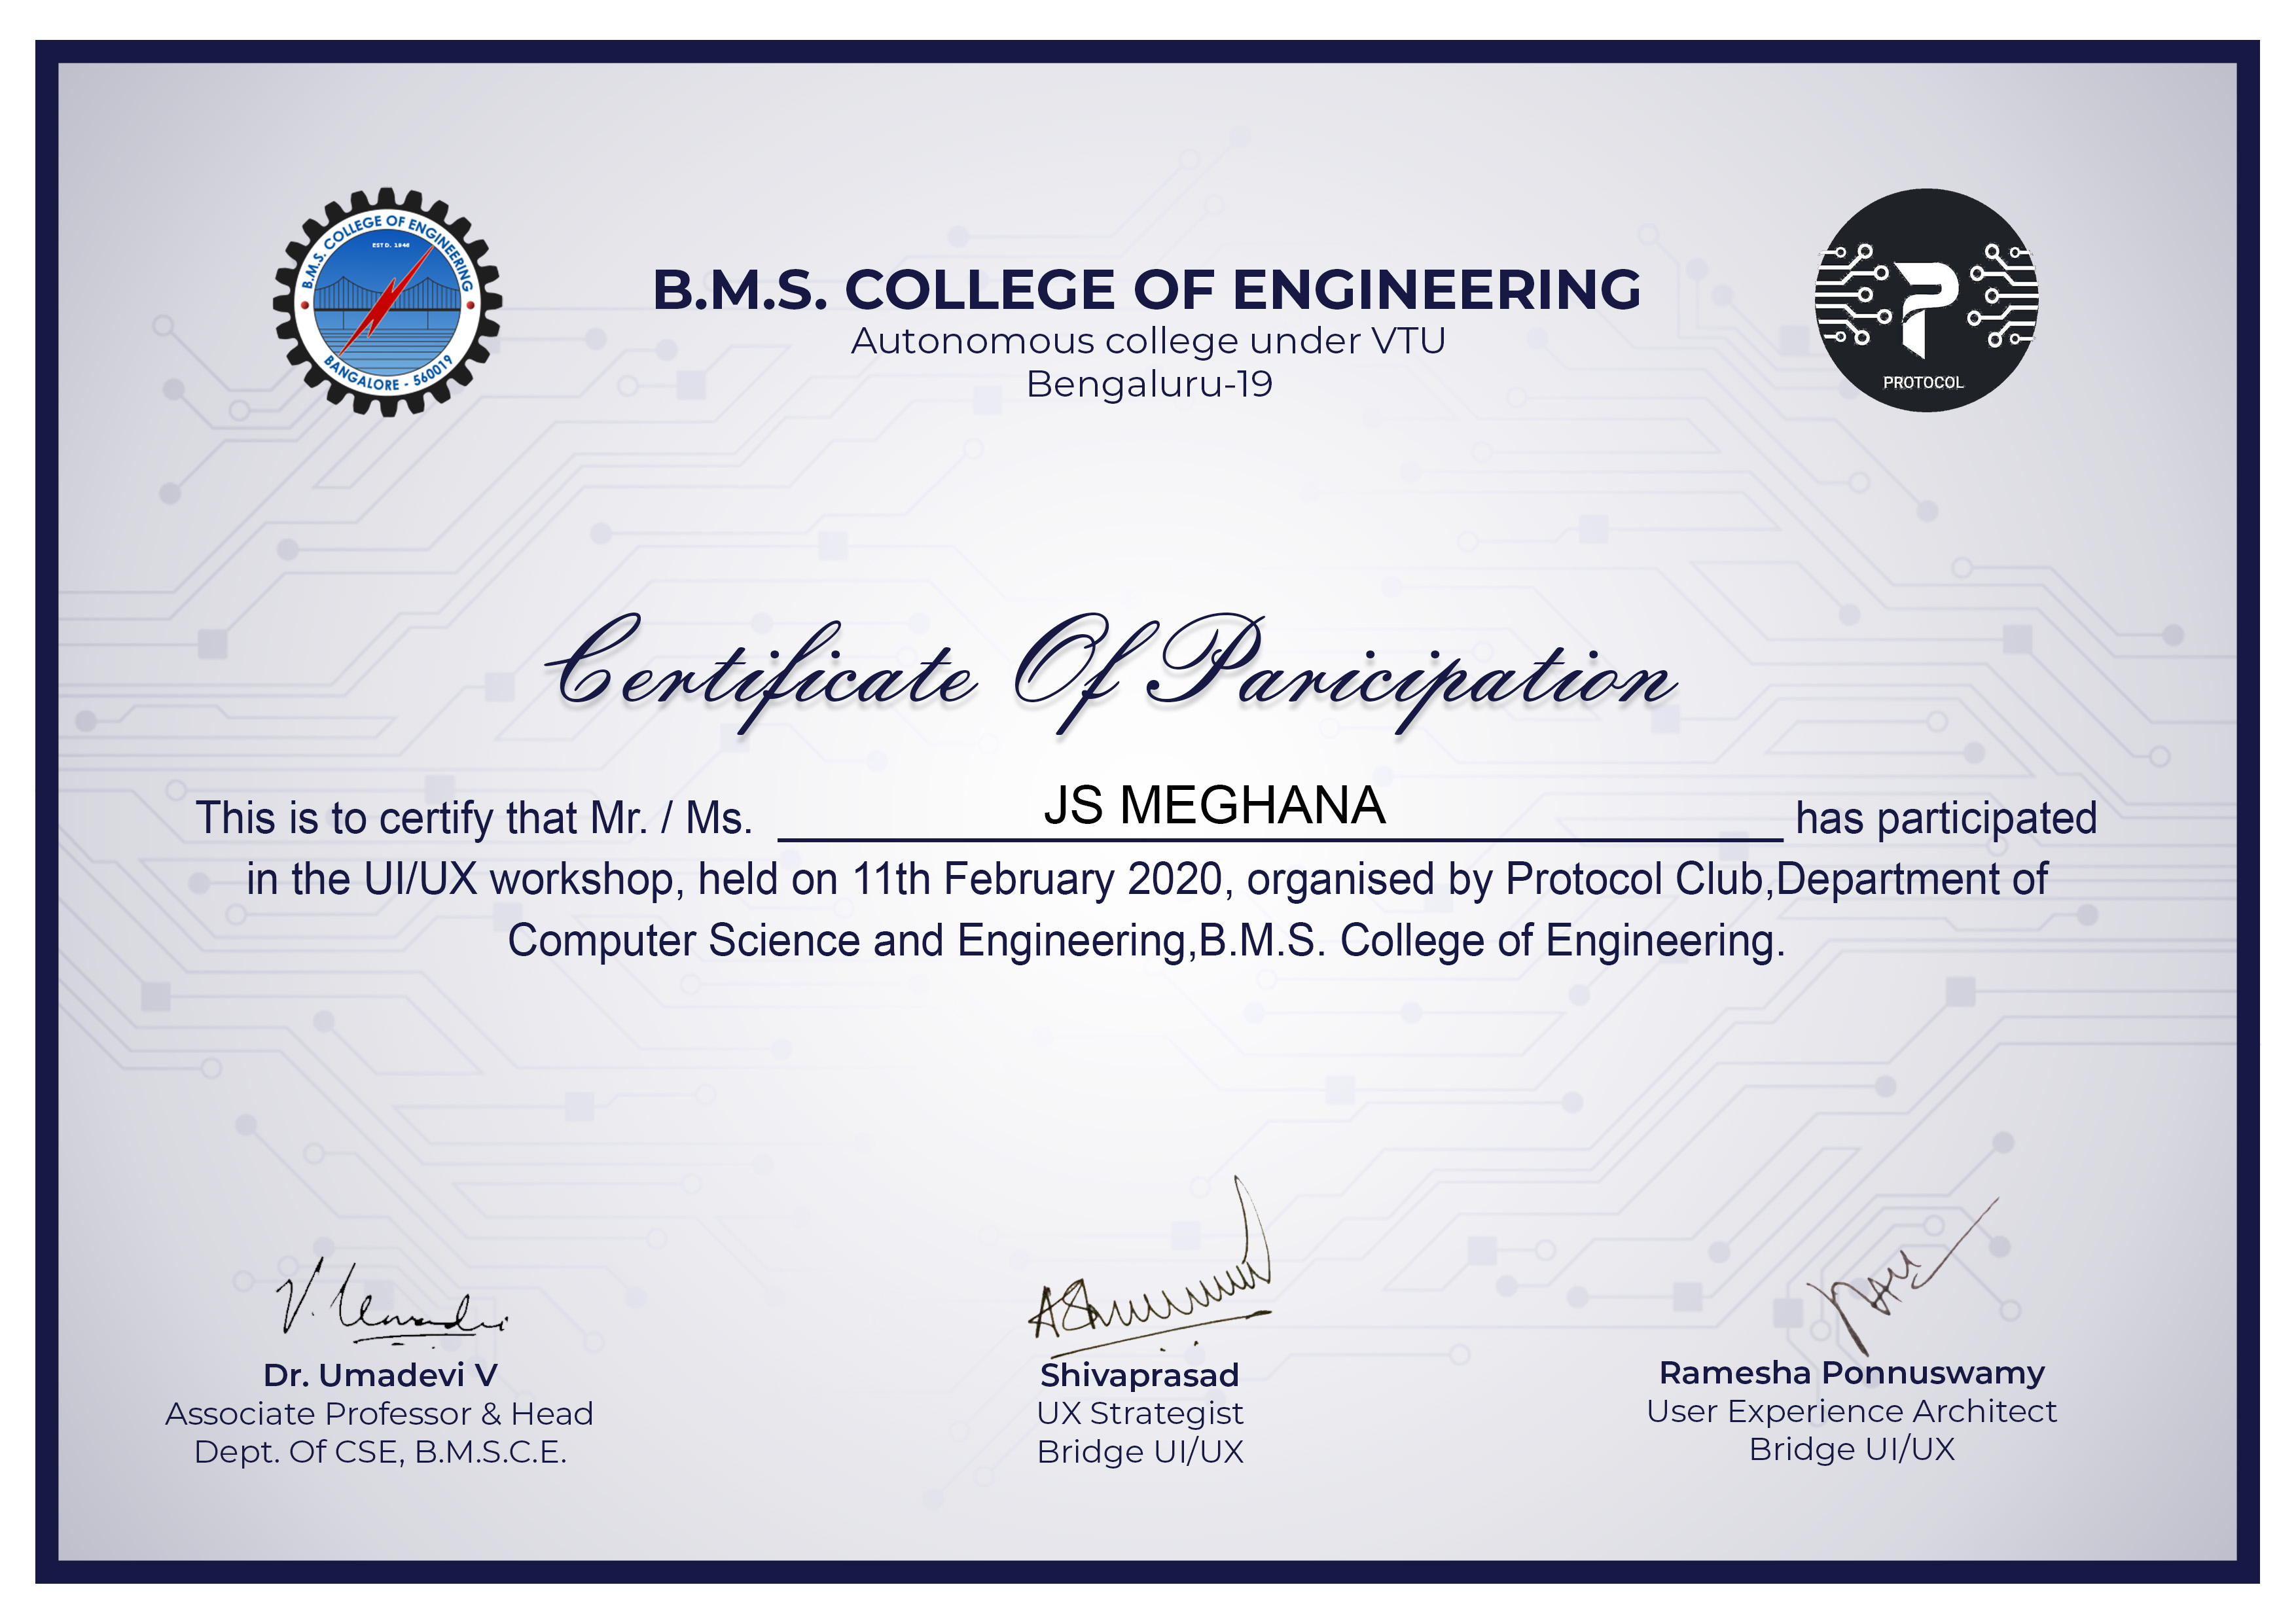 B.M.S. COLLEGE OF ENGINEERING
ESTD. 1946
BANGALORE - 560019
B.M.S. COLLEGE OF ENGINEERING
Autonomous college under VTU
Bengaluru-19
PROTOCOL
Certificate Of Paricipation
This is to certify that Mr. / Ms. JS MEGHANA has participated
in the UI/UX workshop, held on 11th February 2020, organised by Protocol Club,Department of
Computer Science and Engineering,B.M.S. College of Engineering.
V. Umadevi
Dr. Umadevi V
Associate Professor & Head
Dept. Of CSE, B.M.S.C.E.
Shivaprasad
UX Strategist
Bridge UI/UX
Ramesha Ponnuswamy
User Experience Architect
Bridge UI/UX